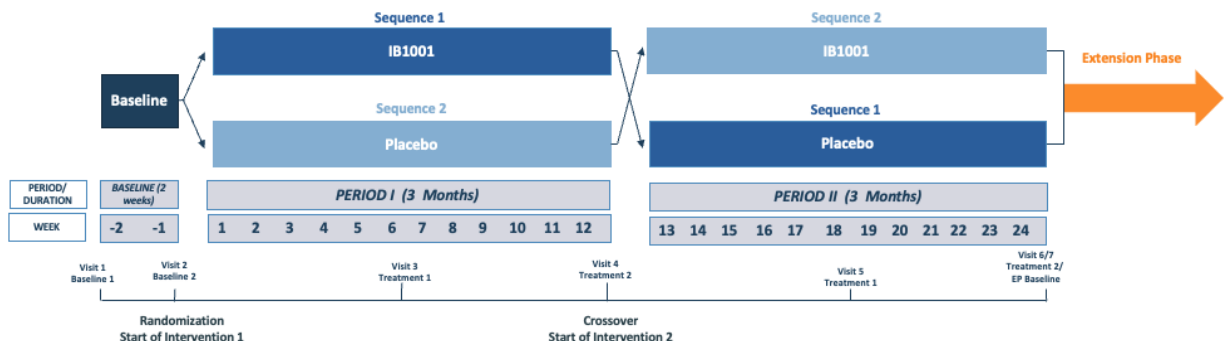 Sequence 1
Sequence 2
IB1001
IB1001
Baseline
Extension Phase
Sequence 2
Sequence 1
Placebo
Placebo
PERIOD/
DURATION
BASELINE (2
weeks)
PERIOD I (3 Months)
PERIOD II (3 Months)
WEEK
-2 -1
1 2 3 4 5 6 7 8 9 10 11 12
13 14 15 16 17 18 19 20 21 22 23 24
Visit 1
Baseline 1
Visit 2
Baseline 2
Visit 3
Treatment 1
Visit 4
Treatment 2
Visit 5
Treatment 1
Visit 6/7
Treatment 2/
EP Baseline
Randomization
Start of Intervention 1
Crossover
Start of Intervention 2